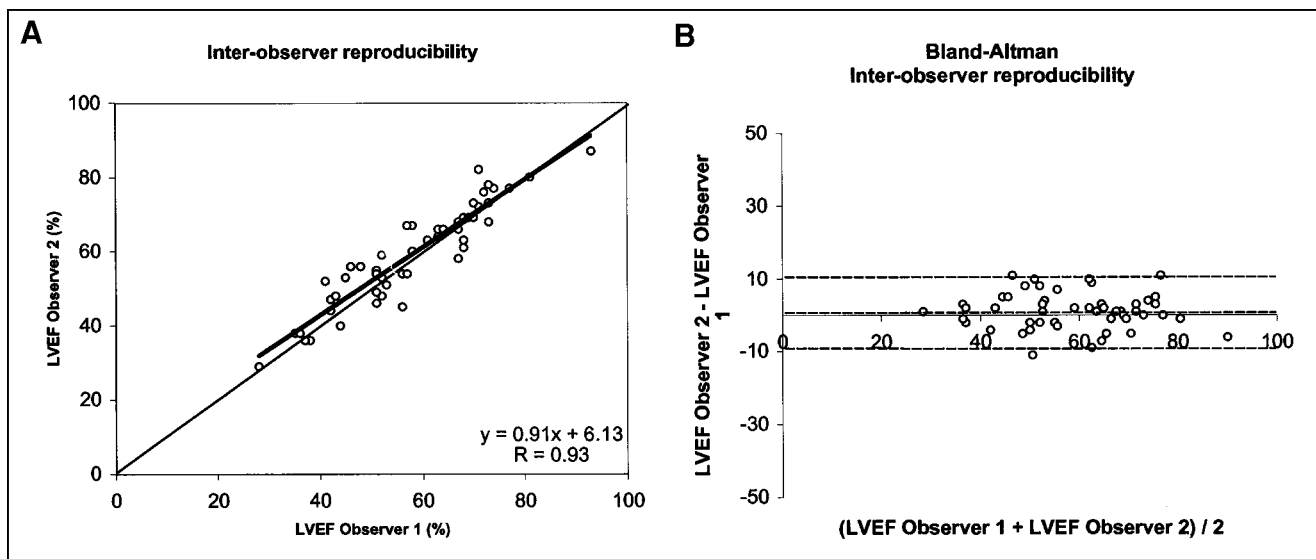 A
Inter-observer reproducibility
LVEF Observer 2 (%)
100
80
60
40
20
0
0 20 40 60 80 100
y = 0.91x + 6.13
R = 0.93
LVEF Observer 1 (%)
B
Bland-Altman
Inter-observer reproducibility
LVEF Observer 2 - LVEF Observer
1
50
30
10
-10
-30
-50
0 20 40 60 80 100
(LVEF Observer 1 + LVEF Observer 2) / 2